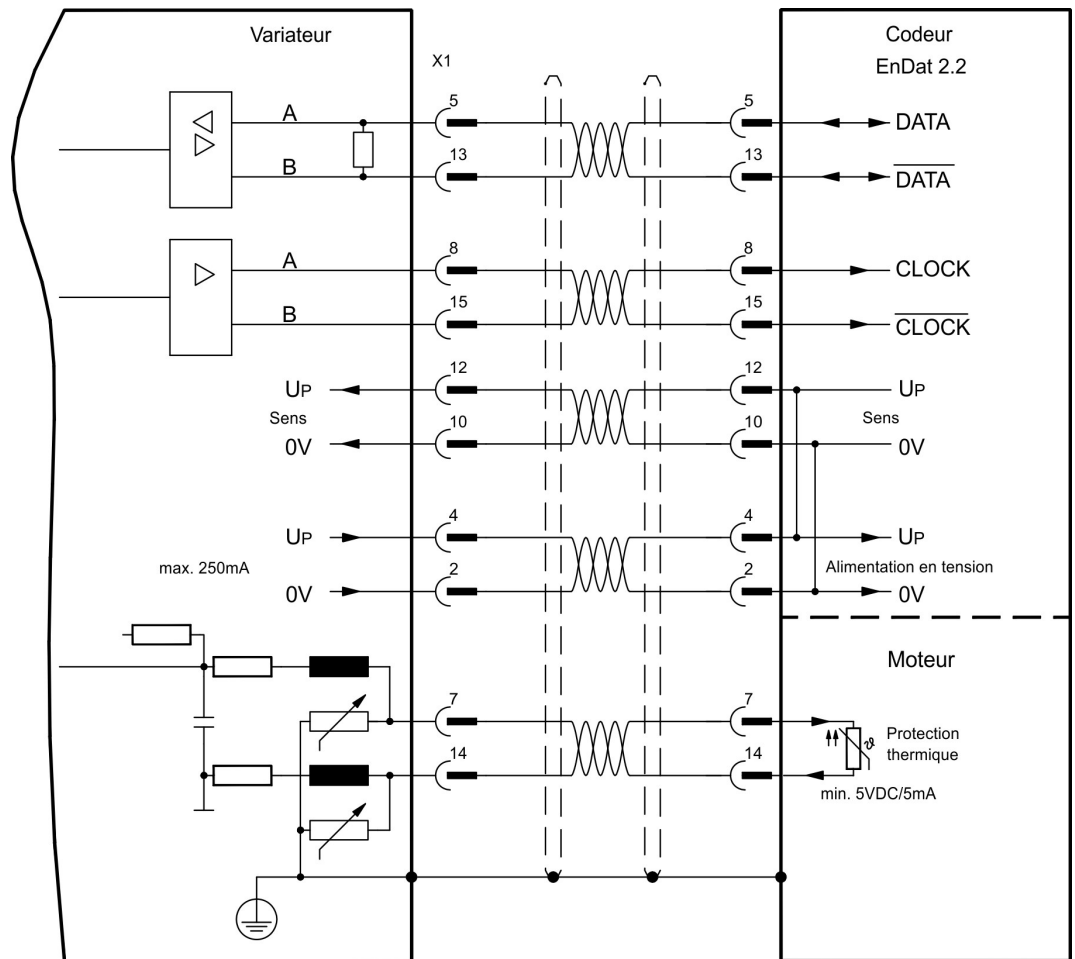 Variateur
Codeur
EnDat 2.2
X1
A
5
5
DATA
B
13
13
DATA
A
8
8
CLOCK
B
15
15
CLOCK
UP
12
12
UP
Sens
Sens
0V
10
10
0V
UP
4
4
UP
max. 250mA
Alimentation en tension
0V
2
2
0V
Moteur
7
7
Protection
thermique
ϑ
14
14
min. 5VDC/5mA